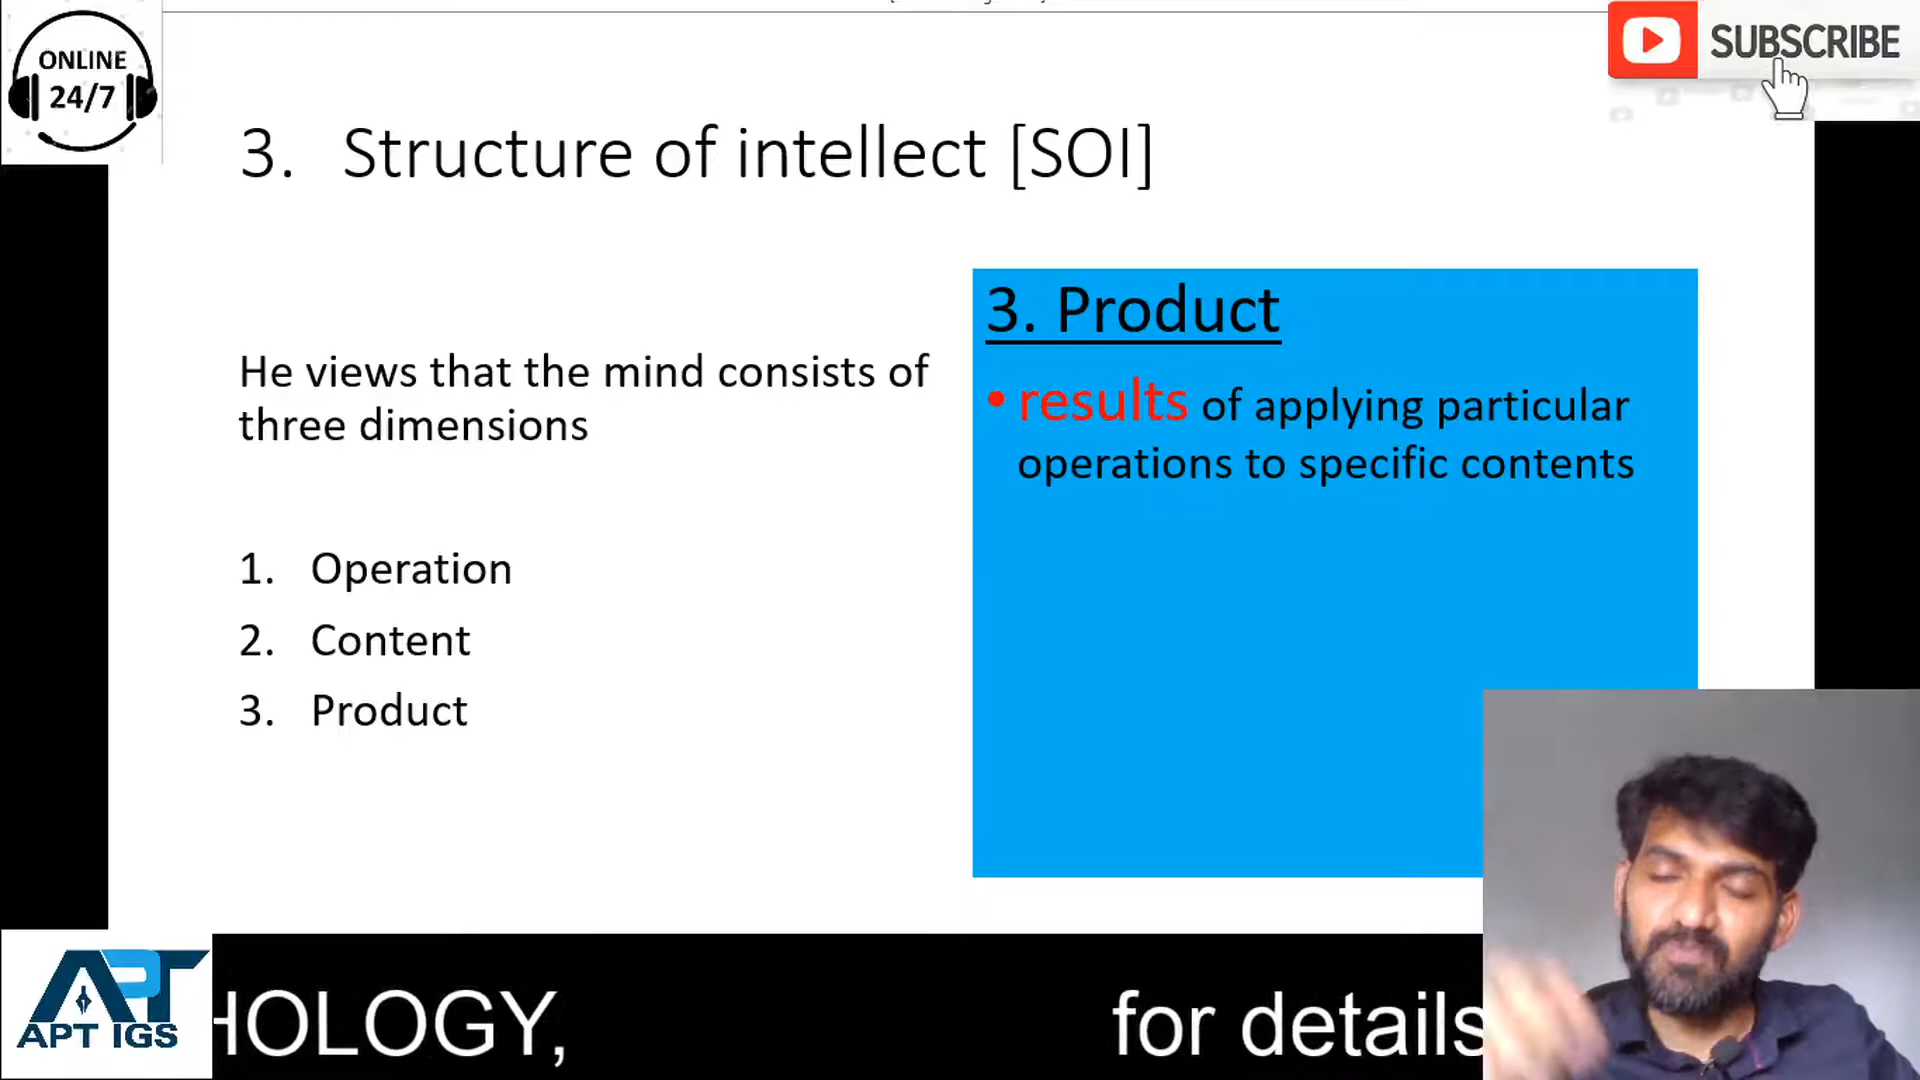 ONLINE
24/7
SUBSCRIBE
3. Structure of intellect [SOI]
He views that the mind consists of
three dimensions
1. Operation
2. Content
3. Product
3. Product
• results of applying particular
operations to specific contents
APT
APT IGS
HOLOGY, for details